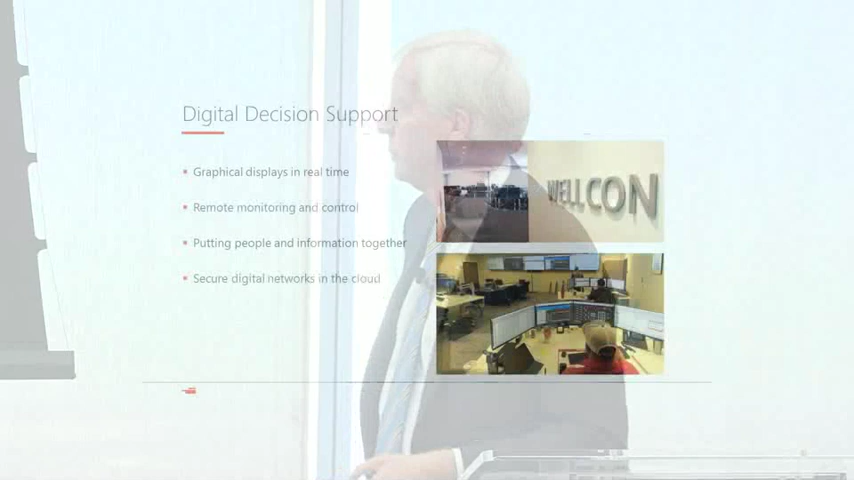 Digital Decision Support
Graphical displays in real time
Remote monitoring and control
Putting people and information together
Secure digital networks in the cloud
WELLCON